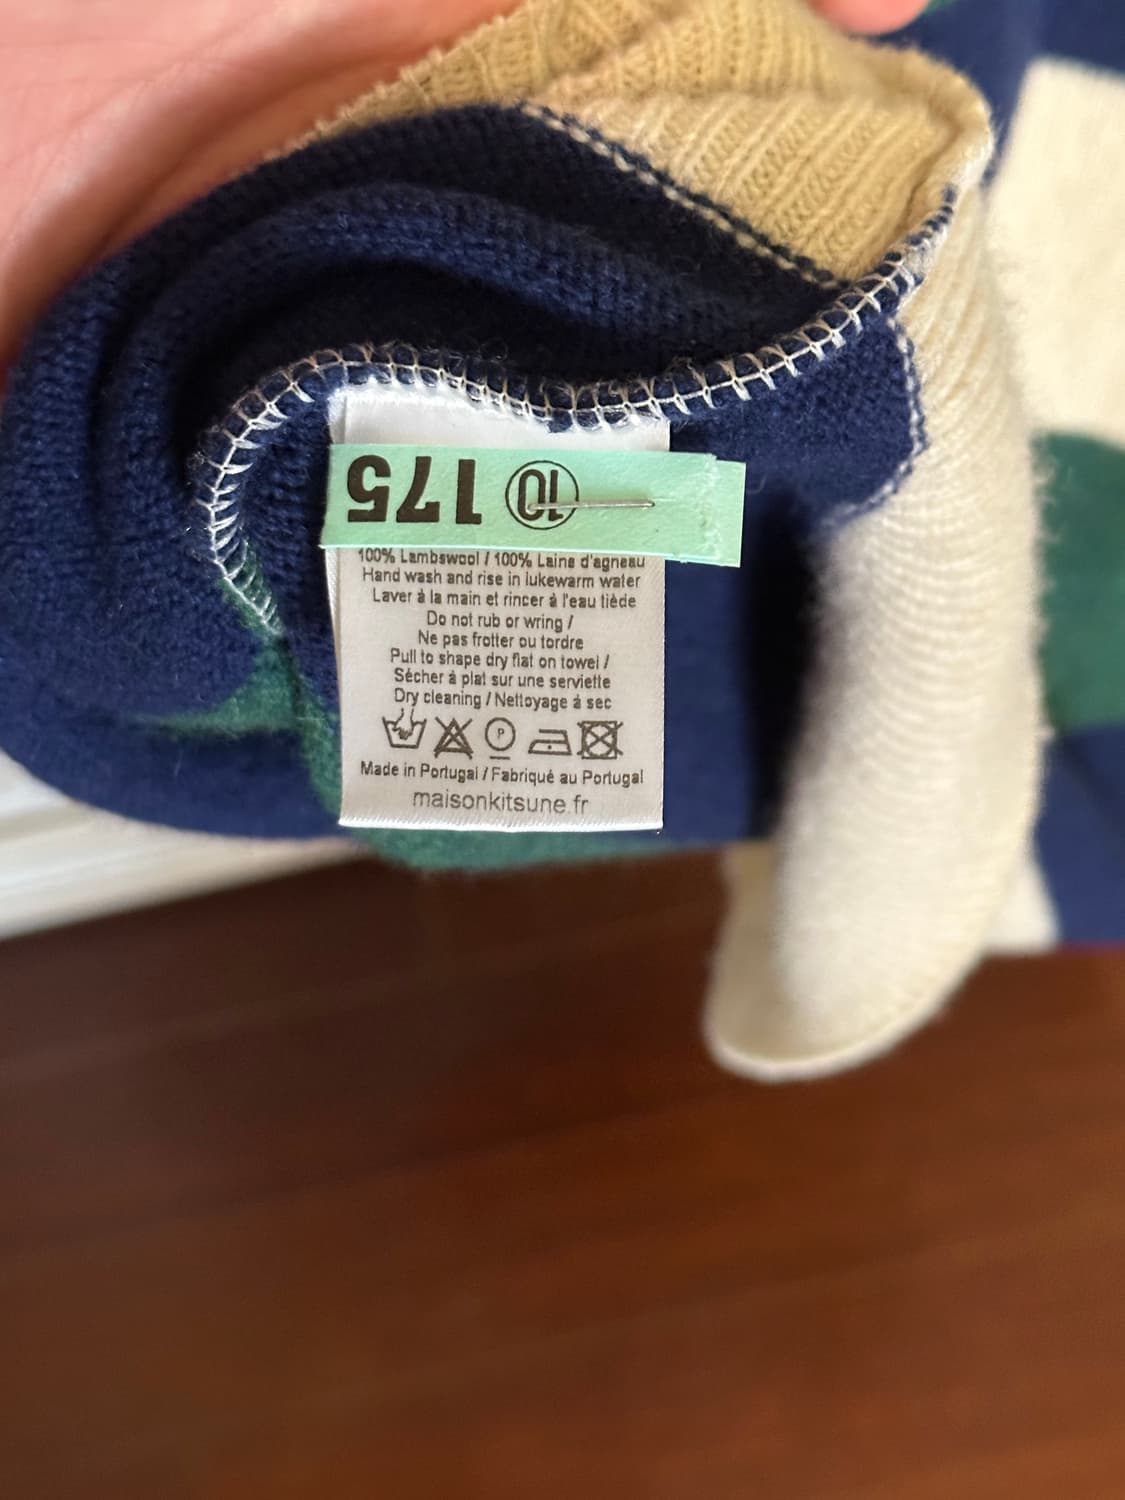 175 10
100% Lambswool / 100% Laine d'agneau
Hand wash and rise in lukewarm water
Laver à la main et rincer à l'eau tiède
Do not rub or wring /
Ne pas frotter ou tordre
Pull to shape dry flat on towel /
Sécher à plat sur une serviette
Dry cleaning / Nettoyage à sec
P
Made in Portugal / Fabriqué au Portugal
maisonkitsune.fr